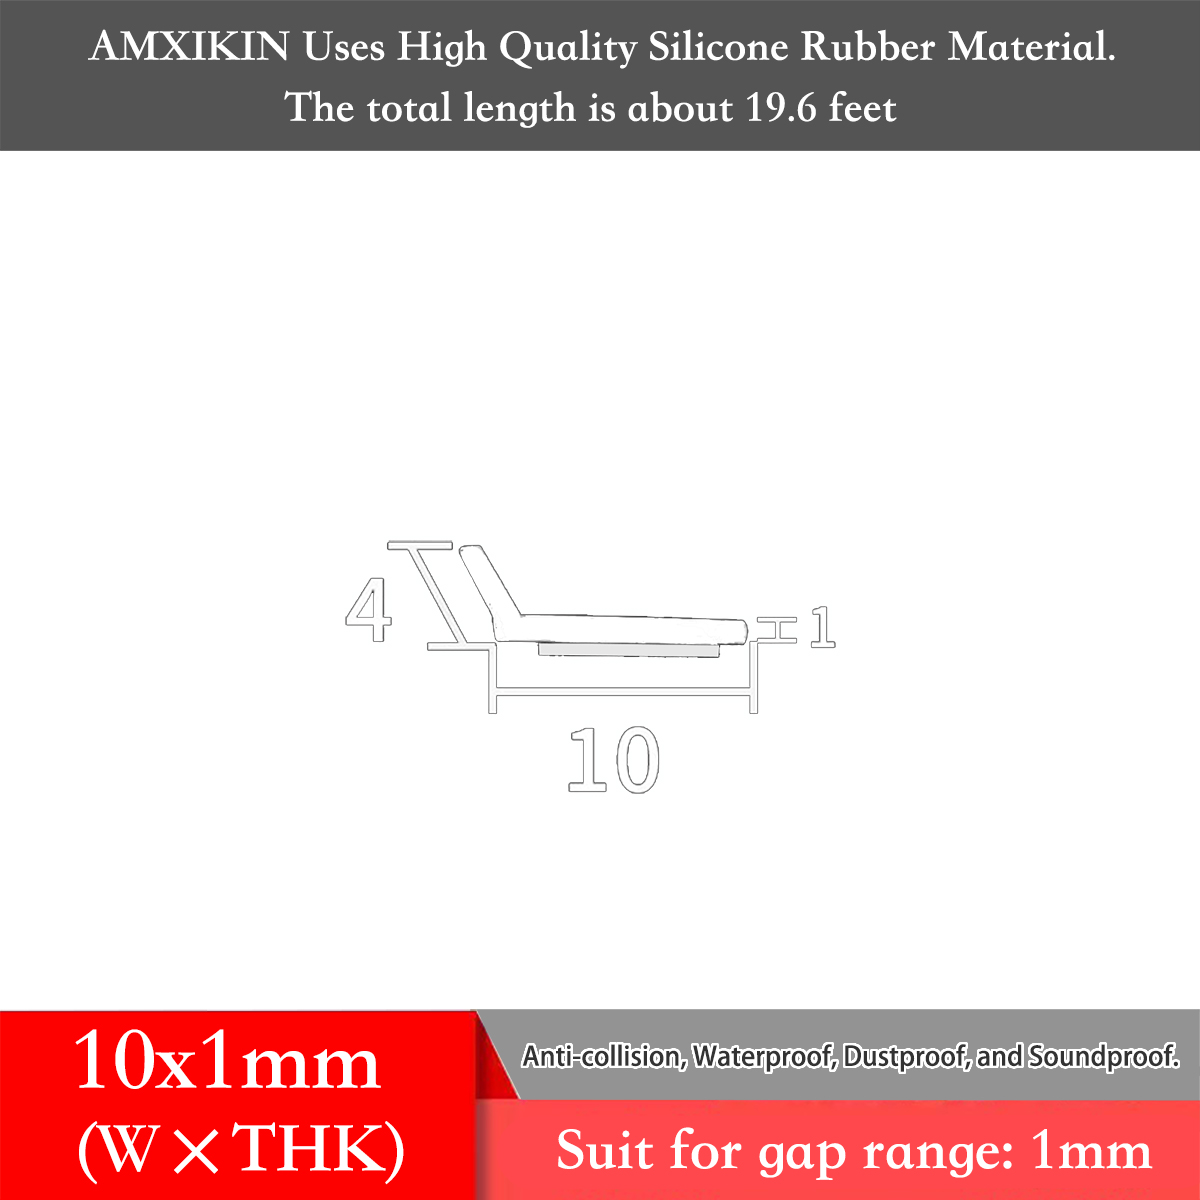 AMXIKIN Uses High Quality Silicone Rubber Material.
The total length is about 19.6 feet
4
1
10
10x1mm
(W×THK)
Anti-collision, Waterproof, Dustproof, and Soundproof.
Suit for gap range: 1mm